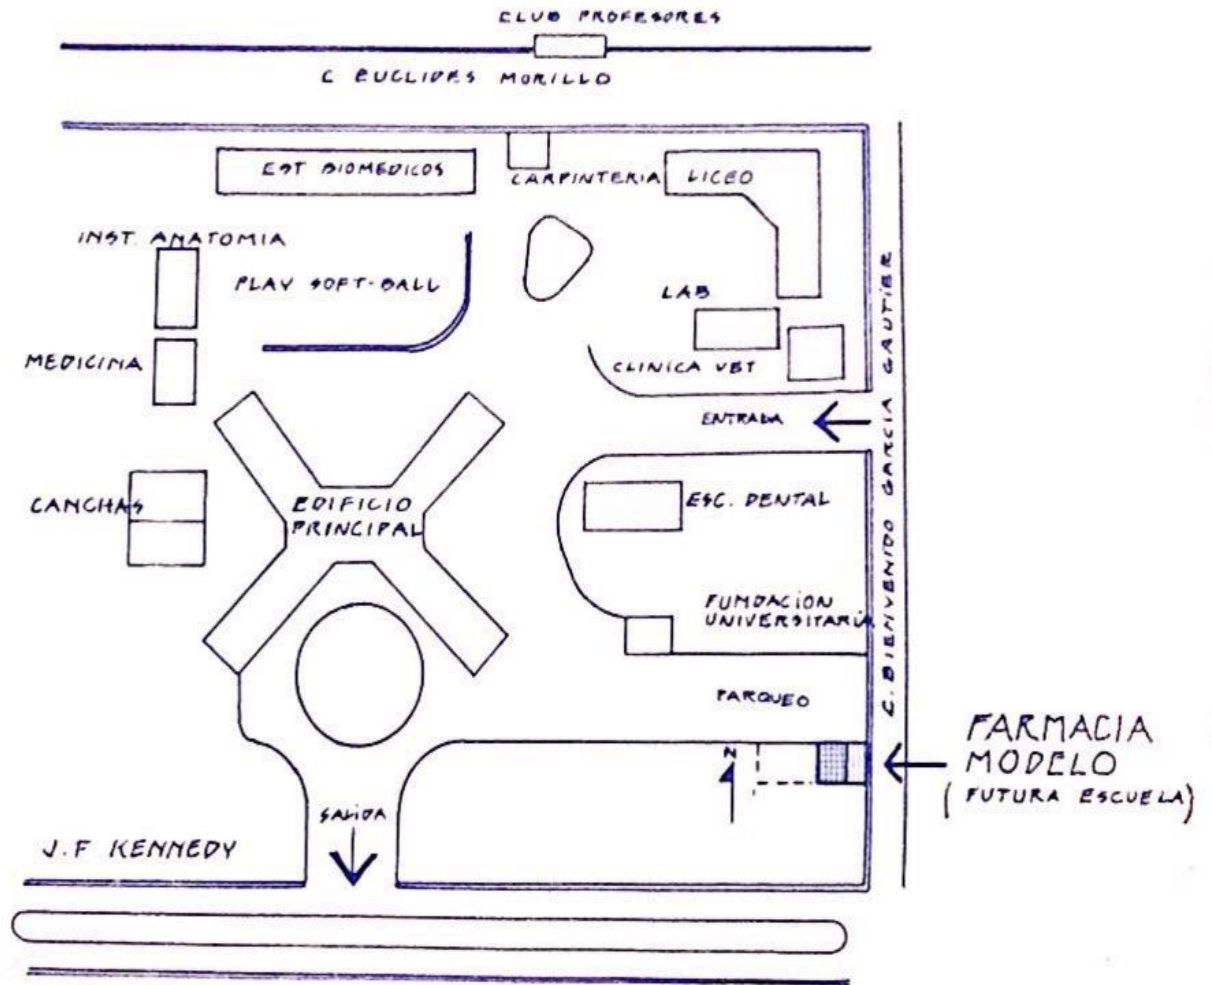 CLUB PROFESORES
C EUCLIDES MORILLO
EST BIOMEDICOS
CARPINTERIA
LICEO
INST. ANATOMIA
PLAY SOFT-BALL
LAB
MEDICINA
CLINICA VET
ENTRADA
C. BIENVENIDO GARCIA GAUTIER
CANCHAS
EDIFICIO
PRINCIPAL
ESC. DENTAL
FUNDACION
UNIVERSITARIA
PARQUEO
N
FARMACIA
MODELO
(FUTURA ESCUELA)
SALIDA
J.F KENNEDY